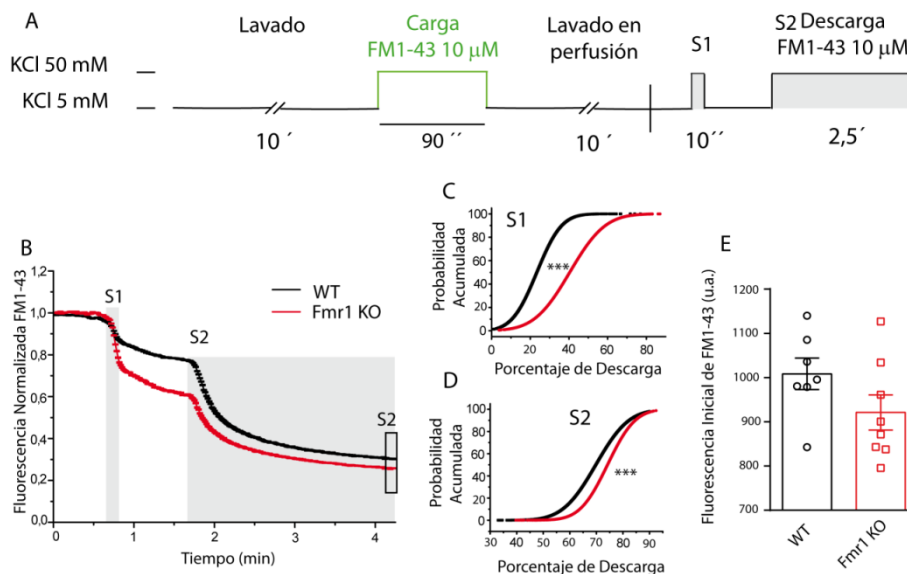 A
Lavado
Carga
FM1-43 10 μM
Lavado en
perfusión
S1
S2 Descarga
FM1-43 10 μM
KCl 50 mM
KCl 5 mM
10 ´
90 ´´
10 ´
10´´
2,5´
B
Fluorescencia Normalizada FM1-43
1,2
1,0
0,8
0,6
0,4
0,2
0,0
S1
S2
S2
WT
Fmr1 KO
0
1
2
3
4
Tiempo (min)
C
S1
Probabilidad
Acumulada
100
80
60
40
20
0
***
0
20
40
60
80
Porcentaje de Descarga
D
S2
Probabilidad
Acumulada
100
80
60
40
20
0
***
30
40
50
60
70
80
90
Porcentaje de Descarga
E
Fluorescencia Inicial de FM1-43 (u.a.)
1200
1100
1000
900
800
700
WT
Fmr1 KO